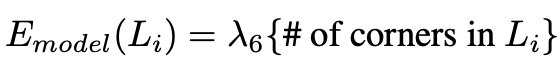 E_{model}(L_i) = λ_6{# of corners in L_i}